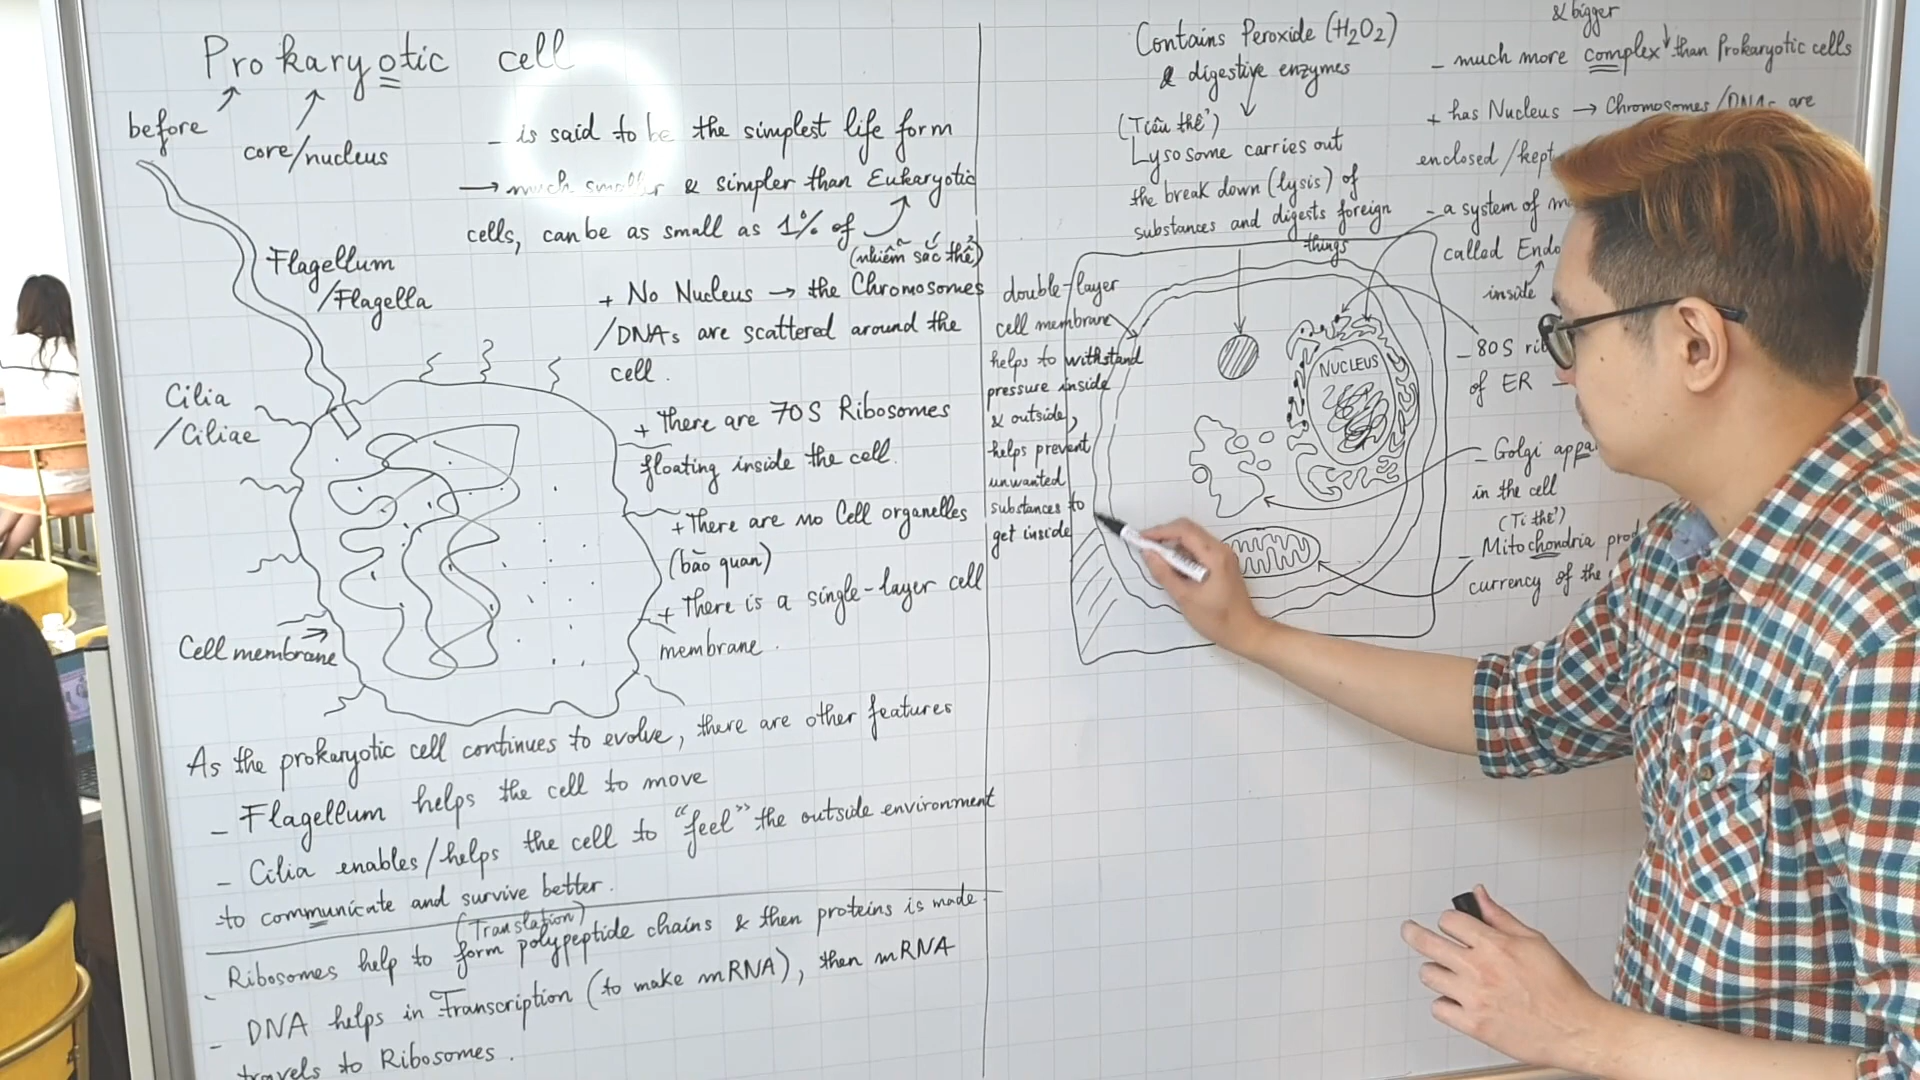 Prokaryotic cell
before
core/nucleus
- is said to be the simplest life form
→ much smaller & simpler than Eukaryotic
cells, can be as small as 1% of
(nhiễm sắc thể)
Flagellum
/Flagella
+ No Nucleus → the Chromosomes
/DNAs are scattered around the
cell.
Cilia
/Ciliae
+ There are 70S Ribosomes
floating inside the cell.
+ There are no Cell organelles
(bào quan)
+ There is a single-layer cell
membrane.
Cell membrane
As the prokaryotic cell continues to evolve, there are other features
- Flagellum helps the cell to move
- Cilia enables/helps the cell to "feel" the outside environment
to communicate and survive better.
(Translation)
- Ribosomes help to form polypeptide chains & then proteins is made.
- DNA helps in Transcription (to make mRNA), then mRNA
travels to Ribosomes.
Contains Peroxide (H2O2)
& digestive enzymes
(Tiêu thể)
Lysosome carries out
the break down (lysis) of
substances and digests foreign
things
double-layer
cell membrane
helps to withstand
pressure inside
& outside,
helps prevent
unwanted
substances to
get inside
NUCLEUS
& bigger
- much more complex than Prokaryotic cells
+ has Nucleus → Chromosomes/DNAs are
enclosed/kept
- a system of
called
inside
- 80S
of ER -
- Golgi
in the cell
(Ti thể)
- Mitochondria
currency of the